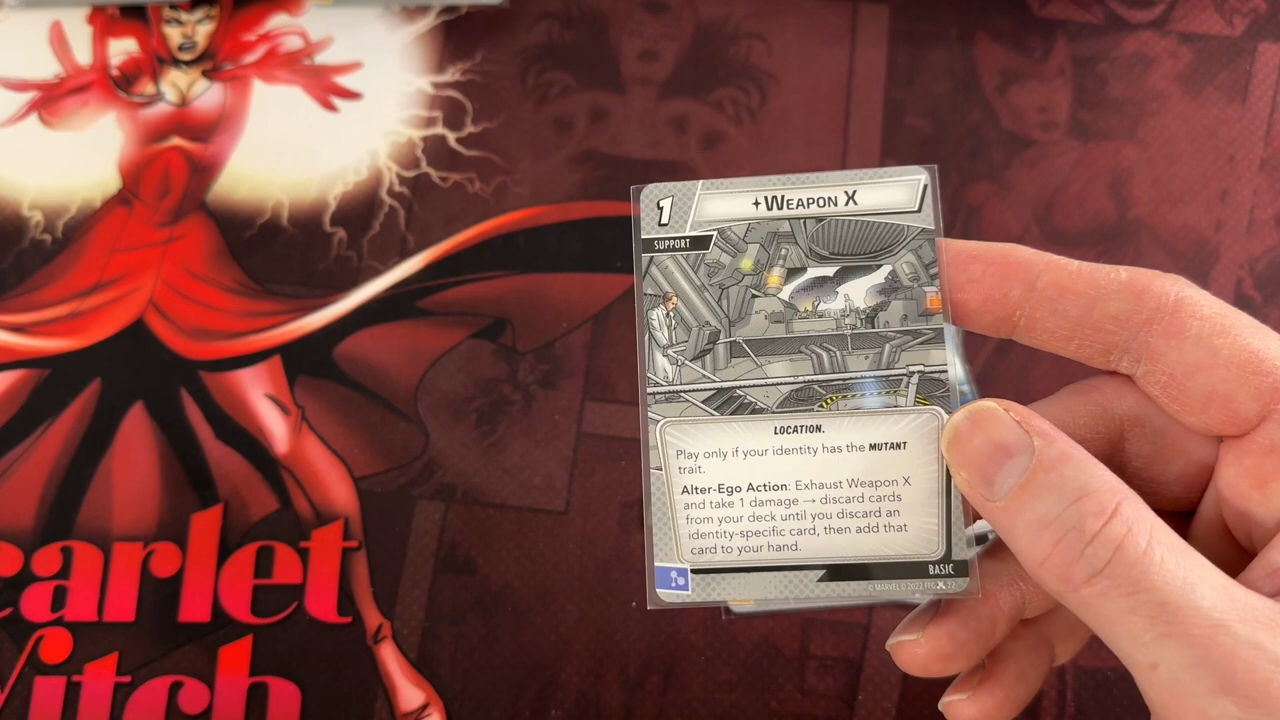 1
WEAPON X
SUPPORT
LOCATION.
Play only if your identity has the MUTANT
trait.
Alter-Ego Action: Exhaust Weapon X
and take 1 damage → discard cards
from your deck until you discard an
identity-specific card, then add that
card to your hand.
BASIC
© MARVEL © 2022 FFG 22
carlet
Witch